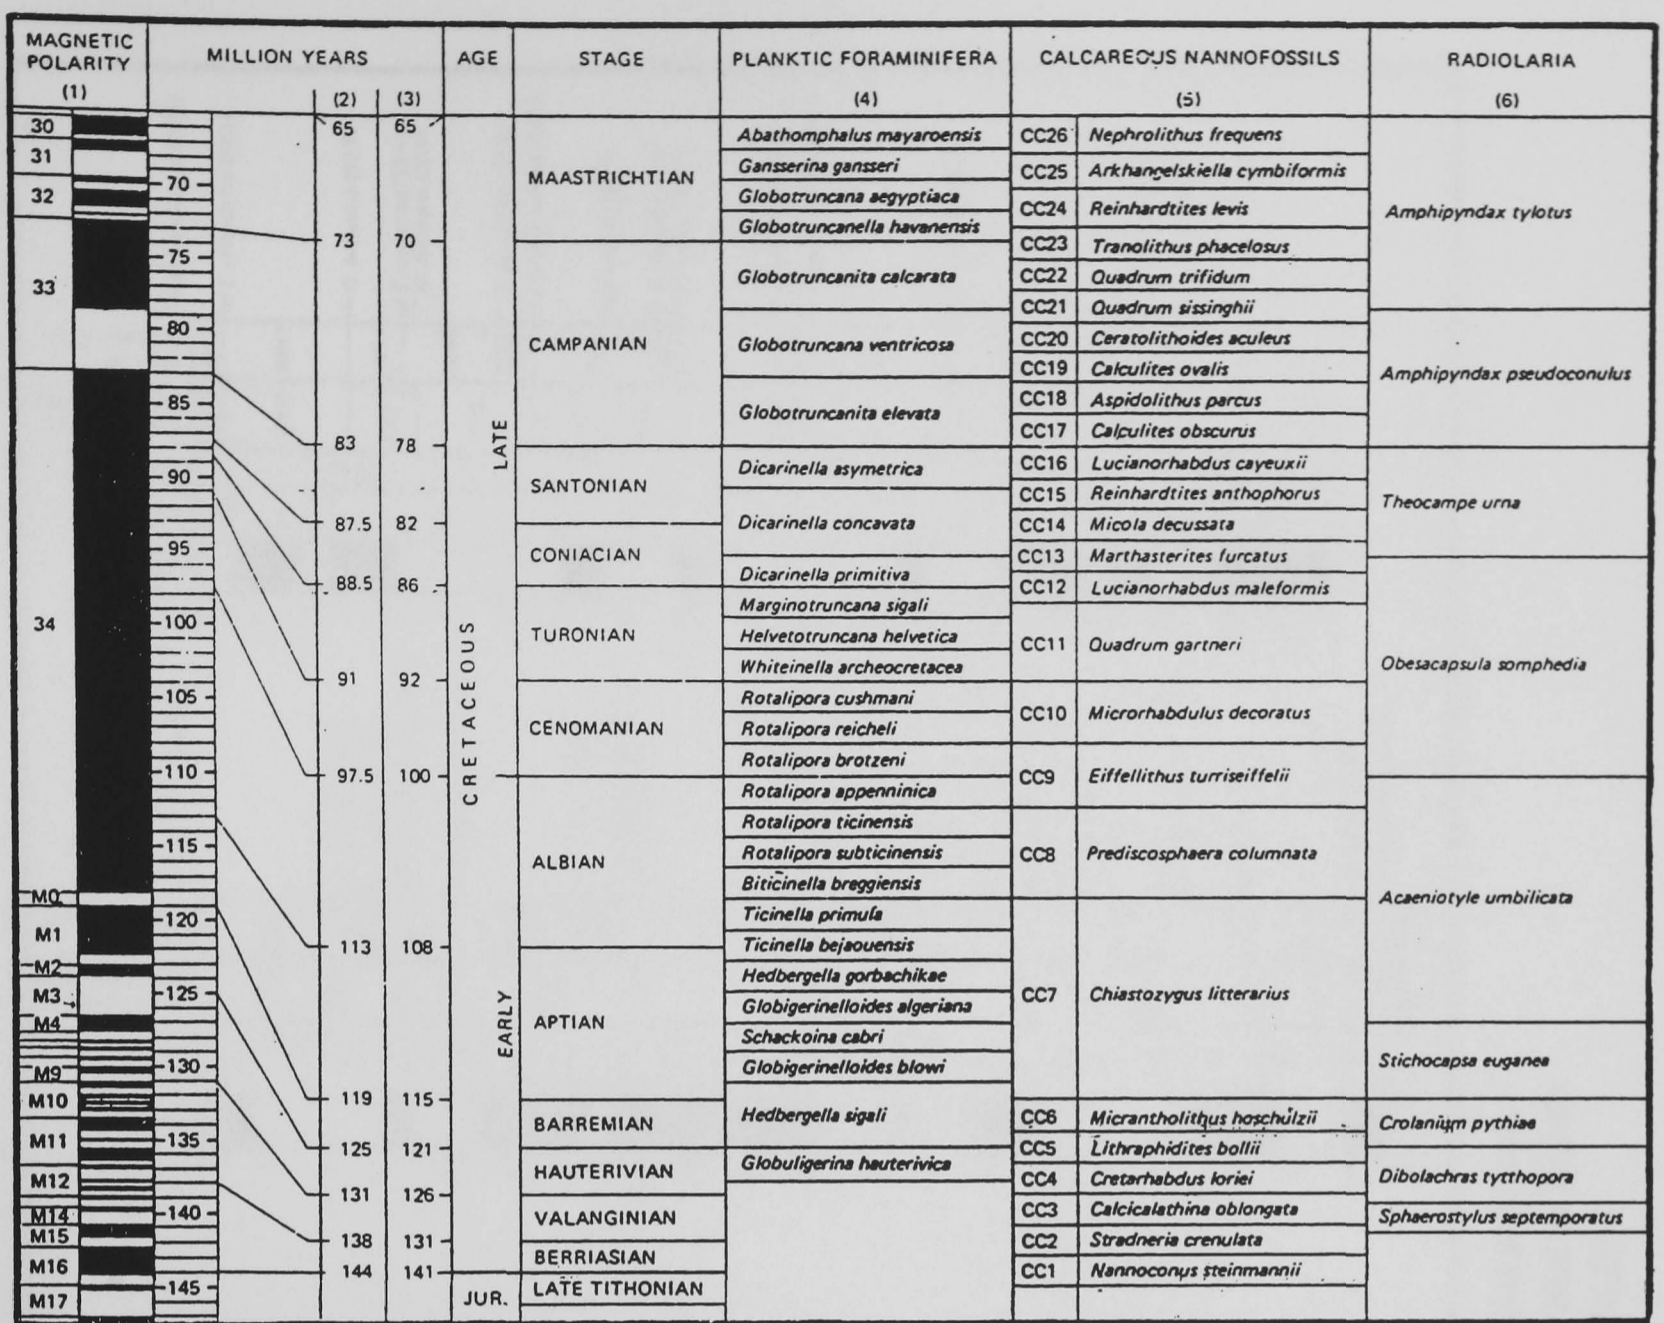 MAGNETIC POLARITY
(1)
MILLION YEARS
(2)
(3)
AGE
STAGE
PLANKTIC FORAMINIFERA
(4)
CALCAREOUS NANNOFOSSILS
(5)
RADIOLARIA
(6)
30
31
32
33
34
M0
M1
M2
M3
M4
M9
M10
M11
M12
M14
M15
M16
M17
70
75
80
85
90
95
100
105
110
115
120
125
130
135
140
145
65
73
83
87.5
88.5
91
97.5
113
119
125
131
138
144
65
70
78
82
86
92
100
108
115
121
126
131
141
CRETACEOUS
LATE
EARLY
JUR.
MAASTRICHTIAN
CAMPANIAN
SANTONIAN
CONIACIAN
TURONIAN
CENOMANIAN
ALBIAN
APTIAN
BARREMIAN
HAUTERIVIAN
VALANGINIAN
BERRIASIAN
LATE TITHONIAN
Abathomphalus mayaroensis
Gansserina gansseri
Globotruncana aegyptiaca
Globotruncanella havanensis
Globotruncanita calcarata
Globotruncana ventricosa
Globotruncanita elevata
Dicarinella asymetrica
Dicarinella concavata
Dicarinella primitiva
Marginotruncana sigali
Helvetotruncana helvetica
Whiteinella archeocretacea
Rotalipora cushmani
Rotalipora reicheli
Rotalipora brotzeni
Rotalipora appenninica
Rotalipora ticinensis
Rotalipora subticinensis
Biticinella breggiensis
Ticinella primula
Ticinella bejaouensis
Hedbergella gorbachikae
Globigerinelloides algeriana
Schackoina cabri
Globigerinelloides blowi
Hedbergella sigali
Globuligerina hauterivica
CC26 Nephrolithus frequens
CC25 Arkhangelskiella cymbiformis
CC24 Reinhardtites levis
CC23 Tranolithus phacelosus
CC22 Quadrum trifidum
CC21 Quadrum sissinghii
CC20 Ceratolithoides aculeus
CC19 Calculites ovalis
CC18 Aspidolithus parcus
CC17 Calculites obscurus
CC16 Lucianorhabdus cayeuxii
CC15 Reinhardtites anthophorus
CC14 Micola decussata
CC13 Marthasterites furcatus
CC12 Lucianorhabdus maleformis
CC11 Quadrum gartneri
CC10 Microrhabdulus decoratus
CC9 Eiffellithus turriseiffelii
CC8 Prediscosphaera columnata
CC7 Chiastozygus litterarius
CC6 Micrantholithus hoschulzii
CC5 Lithraphidites bollii
CC4 Cretarhabdus loriei
CC3 Calcicalathina oblongata
CC2 Stradneria crenulata
CC1 Nannoconus steinmannii
Amphipyndax tylotus
Amphipyndax pseudoconulus
Theocampe urna
Obesacapsula somphedia
Acaeniotyle umbilicata
Stichocapsa euganea
Crolanium pythiae
Dibolachras tytthopora
Sphaerostylus septemporatus